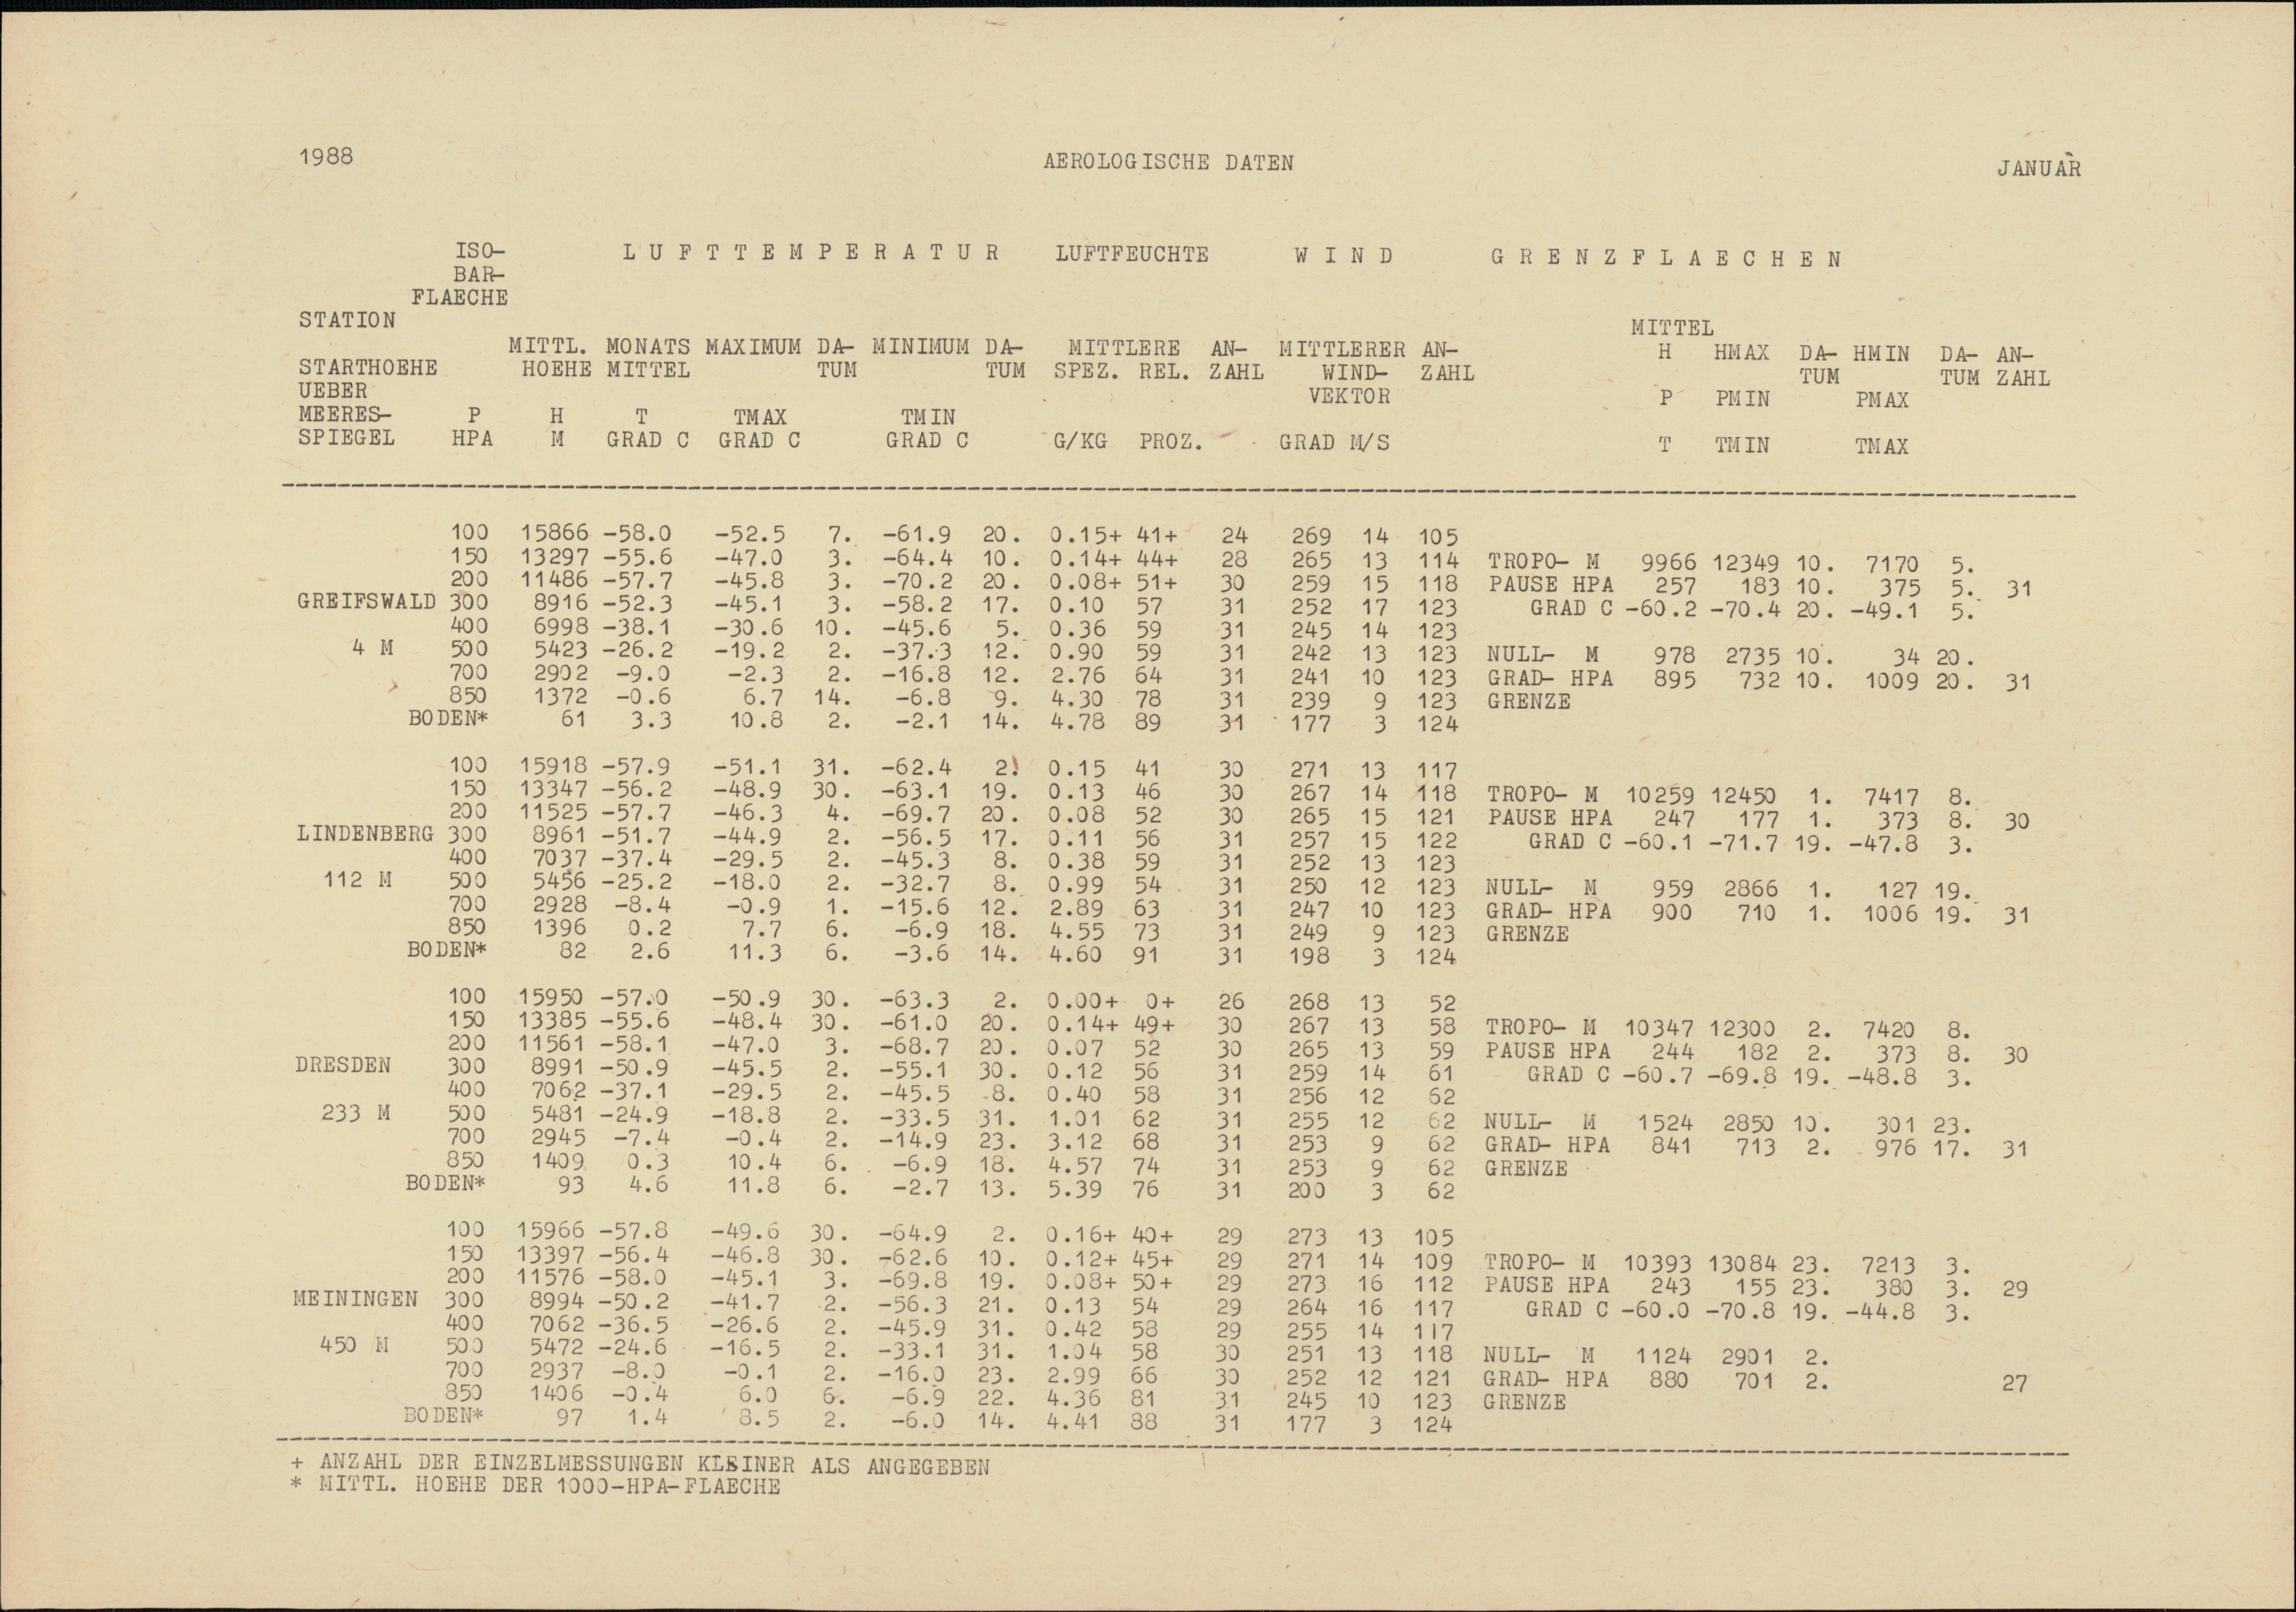 1988 AEROLOGISCHE DATEN JANUAR
ISO- L U F T T E M P E R A T U R LUFTFEUCHTE W I N D G R E N Z F L A E C H E N
BAR-
FLAECHE
STATION MITTEL
MITTL. MONATS MAXIMUM DA- MINIMUM DA- MITTLERE AN- MITTLERER AN- H HMAX DA- HMIN DA- AN-
STARTHOEHE HOEHE MITTEL TUM TUM SPEZ. REL. ZAHL WIND- ZAHL TUM TUM ZAHL
UEBER VEKTOR P PMIN PMAX
MEERES- P H T TMAX TMIN
SPIEGEL HPA M GRAD C GRAD C GRAD C G/KG PROZ. GRAD M/S T TMIN TMAX
100 15866 -58.0 -52.5 7. -61.9 20. 0.15+ 41+ 24 269 14 105
150 13297 -55.6 -47.0 3. -64.4 10. 0.14+ 44+ 28 265 13 114 TROPO- M 9966 12349 10. 7170 5.
200 11486 -57.7 -45.8 3. -70.2 20. 0.08+ 51+ 30 259 15 118 PAUSE HPA 257 183 10. 375 5. 31
GREIFSWALD 300 8916 -52.3 -45.1 3. -58.2 17. 0.10 57 31 252 17 123 GRAD C -60.2 -70.4 20. -49.1 5.
400 6998 -38.1 -30.6 10. -45.6 5. 0.36 59 31 245 14 123
4 M 500 5423 -26.2 -19.2 2. -37.3 12. 0.90 59 31 242 13 123 NULL- M 978 2735 10. 34 20.
700 2902 -9.0 -2.3 2. -16.8 12. 2.76 64 31 241 10 123 GRAD- HPA 895 732 10. 1009 20. 31
850 1372 -0.6 6.7 14. -6.8 9. 4.30 78 31 239 9 123 GRENZE
BODEN* 61 3.3 10.8 2. -2.1 14. 4.78 89 31 177 3 124
100 15918 -57.9 -51.1 31. -62.4 2. 0.15 41 30 271 13 117
150 13347 -56.2 -48.9 30. -63.1 19. 0.13 46 30 267 14 118 TROPO- M 10259 12450 1. 7417 8.
200 11525 -57.7 -46.3 4. -69.7 20. 0.08 52 30 265 15 121 PAUSE HPA 247 177 1. 373 8. 30
LINDENBERG 300 8961 -51.7 -44.9 2. -56.5 17. 0.11 56 31 257 15 122 GRAD C -60.1 -71.7 19. -47.8 3.
400 7037 -37.4 -29.5 2. -45.3 8. 0.38 59 31 252 13 123
112 M 500 5456 -25.2 -18.0 2. -32.7 8. 0.99 54 31 250 12 123 NULL- M 959 2866 1. 127 19.
700 2928 -8.4 -0.9 1. -15.6 12. 2.89 63 31 247 10 123 GRAD- HPA 900 710 1. 1006 19. 31
850 1396 0.2 7.7 6. -6.9 18. 4.55 73 31 249 9 123 GRENZE
BODEN* 82 2.6 11.3 6. -3.6 14. 4.60 91 31 198 3 124
100 15950 -57.0 -50.9 30. -63.3 2. 0.00+ 0+ 26 268 13 52
150 13385 -55.6 -48.4 30. -61.0 20. 0.14+ 49+ 30 267 13 58 TROPO- M 10347 12300 2. 7420 8.
200 11561 -58.1 -47.0 3. -68.7 20. 0.07 52 30 265 13 59 PAUSE HPA 244 182 2. 373 8. 30
DRESDEN 300 8991 -50.9 -45.5 2. -55.1 30. 0.12 56 31 259 14 61 GRAD C -60.7 -69.8 19. -48.8 3.
400 7062 -37.1 -29.5 2. -45.5 8. 0.40 58 31 256 12 62
233 M 500 5481 -24.9 -18.8 2. -33.5 31. 1.01 62 31 255 12 62 NULL- M 1524 2850 10. 301 23.
700 2945 -7.4 -0.4 2. -14.9 23. 3.12 68 31 253 9 62 GRAD- HPA 841 713 2. 976 17. 31
850 1409 0.3 10.4 6. -6.9 18. 4.57 74 31 253 9 62 GRENZE
BODEN* 93 4.6 11.8 6. -2.7 13. 5.39 76 31 200 3 62
100 15966 -57.8 -49.6 30. -64.9 2. 0.16+ 40+ 29 273 13 105
150 13397 -56.4 -46.8 30. -62.6 10. 0.12+ 45+ 29 271 14 109 TROPO- M 10393 13084 23. 7213 3.
200 11576 -58.0 -45.1 3. -69.8 19. 0.08+ 50+ 29 273 16 112 PAUSE HPA 243 155 23. 380 3. 29
MEININGEN 300 8994 -50.2 -41.7 2. -56.3 21. 0.13 54 29 264 16 117 GRAD C -60.0 -70.8 19. -44.8 3.
400 7062 -36.5 -26.6 2. -45.9 31. 0.42 58 29 255 14 117
450 M 500 5472 -24.6 -16.5 2. -33.1 31. 1.04 58 30 251 13 118 NULL- M 1124 2901 2.
700 2937 -8.0 -0.1 2. -16.0 23. 2.99 66 30 252 12 121 GRAD- HPA 880 701 2. 27
850 1406 -0.4 6.0 6. -6.9 22. 4.36 81 31 245 10 123 GRENZE
BODEN* 97 1.4 8.5 2. -6.0 14. 4.41 88 31 177 3 124
+ ANZAHL DER EINZELMESSUNGEN KLEINER ALS ANGEGEBEN
* MITTL. HOEHE DER 1000-HPA-FLAECHE